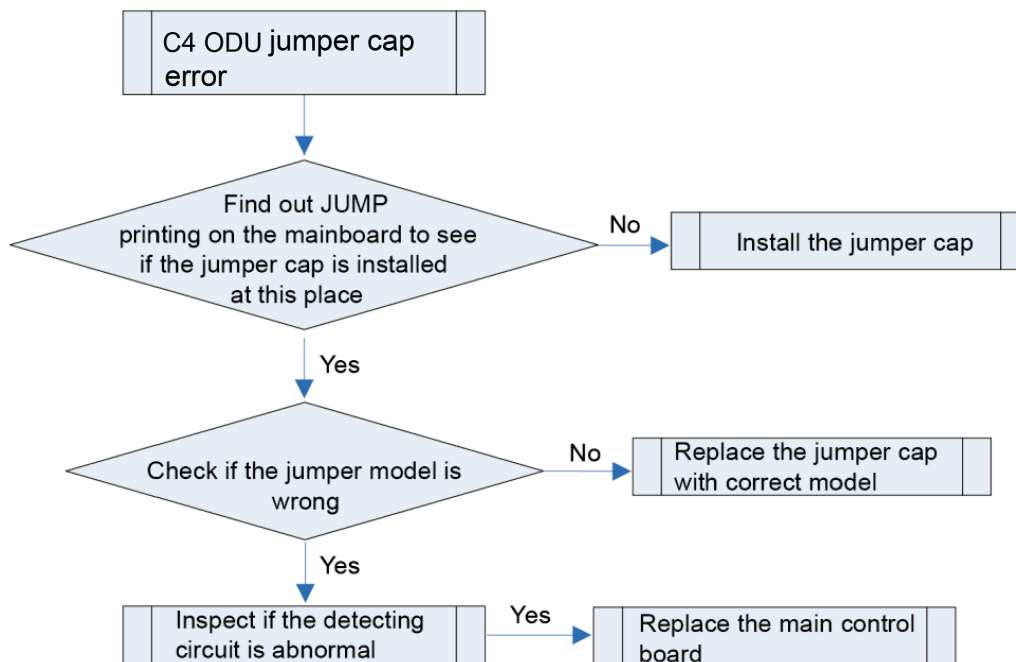 C4 ODU jumper cap
error
Find out JUMP
printing on the mainboard to see
if the jumper cap is installed
at this place
No
Install the jumper cap
Yes
Check if the jumper model is
wrong
No
Replace the jumper cap
with correct model
Yes
Inspect if the detecting
circuit is abnormal
Yes
Replace the main control
board